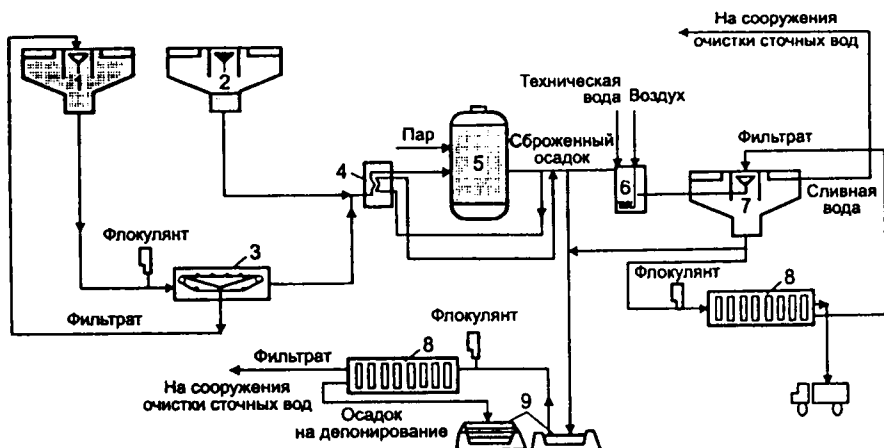 На сооружения
очистки сточных вод
1
2
Техническая
вода
Воздух
Пар
Сброженный
осадок
Фильтрат
4
5
6
7
Сливная
вода
Флокулянт
3
Флокулянт
8
Фильтрат
Флокулянт
8
Фильтрат
На сооружения
очистки сточных вод
9
Осадок
на депонирование